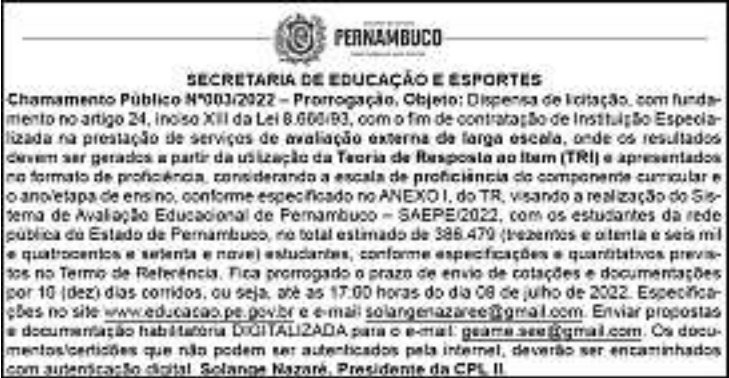 PERNAMBUCO
SECRETARIA DE EDUCAÇÃO E ESPORTES
Chamamento Público Nº003/2022 – Prorrogação. Objeto: Dispensa de licitação, com funda-
mento no artigo 24, inciso XIII da Lei 8.666/93, com o fim de contratação de Instituição Especia-
lizada na prestação de serviços de avaliação externa de larga escala, onde os resultados
devem ser gerados a partir da utilização da Teoria de Resposta ao Item (TRI) e apresentados
no formato de proficiência, considerando a escala de proficiência do componente curricular e
o ano/etapa de ensino, conforme especificado no ANEXO I, do TR, visando a realização do Sis-
tema de Avaliação Educacional de Pernambuco – SAEPE/2022, com os estudantes da rede
pública do Estado de Pernambuco, no total estimado de 386.479 (trezentos e oitenta e seis mil
e quatrocentos e setenta e nove) estudantes, conforme especificações e quantitativos previs-
tos no Termo de Referência. Fica prorrogado o prazo de envio de cotações e documentações
por 10 (dez) dias corridos, ou seja, até as 17:00 horas do dia 08 de julho de 2022. Especifica-
ções no site www.educacao.pe.gov.br e e-mail solangenazaree@gmail.com. Enviar propostas
e documentação habilitatória DIGITALIZADA para o e-mail: geame.see@gmail.com. Os docu-
mentos/certidões que não podem ser autenticados pela internet, deverão ser encaminhados
com autenticação digital. Solange Nazaré. Presidente da CPL II.